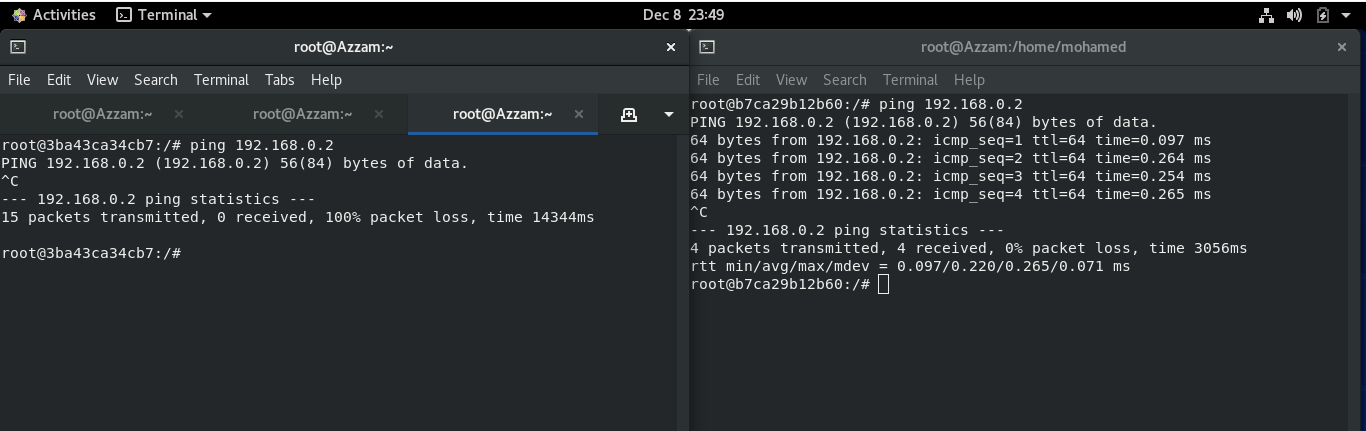 Activities Terminal Dec 8 23:49
root@Azzam:~
File Edit View Search Terminal Tabs Help
root@Azzam:~ root@Azzam:~ root@Azzam:~
root@3ba43ca34cb7:/# ping 192.168.0.2
PING 192.168.0.2 (192.168.0.2) 56(84) bytes of data.
^C
--- 192.168.0.2 ping statistics ---
15 packets transmitted, 0 received, 100% packet loss, time 14344ms
root@3ba43ca34cb7:/#
root@Azzam:/home/mohamed
File Edit View Search Terminal Help
root@b7ca29b12b60:/# ping 192.168.0.2
PING 192.168.0.2 (192.168.0.2) 56(84) bytes of data.
64 bytes from 192.168.0.2: icmp_seq=1 ttl=64 time=0.097 ms
64 bytes from 192.168.0.2: icmp_seq=2 ttl=64 time=0.264 ms
64 bytes from 192.168.0.2: icmp_seq=3 ttl=64 time=0.254 ms
64 bytes from 192.168.0.2: icmp_seq=4 ttl=64 time=0.265 ms
^C
--- 192.168.0.2 ping statistics ---
4 packets transmitted, 4 received, 0% packet loss, time 3056ms
rtt min/avg/max/mdev = 0.097/0.220/0.265/0.071 ms
root@b7ca29b12b60:/#